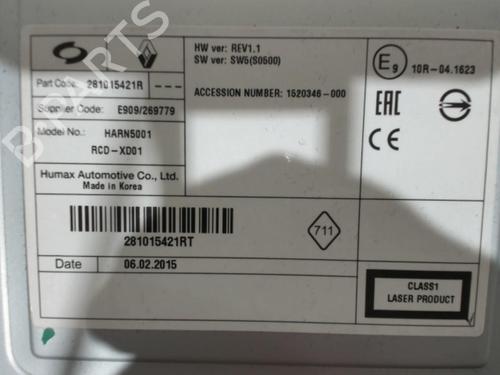 HW ver: REV1.1
SW ver: SW5(S0500)
E9 10R-04.1623
Part Code: 281015421R ---
ACCESSION NUMBER: 1520346-000
Supplier Code: E909/269779
EAC
Model No.: HARN5001
RCD-XD01
CE
Humax Automotive Co., Ltd.
Made in Korea
711
281015421RT
Date 06.02.2015
CLASS1
LASER PRODUCT